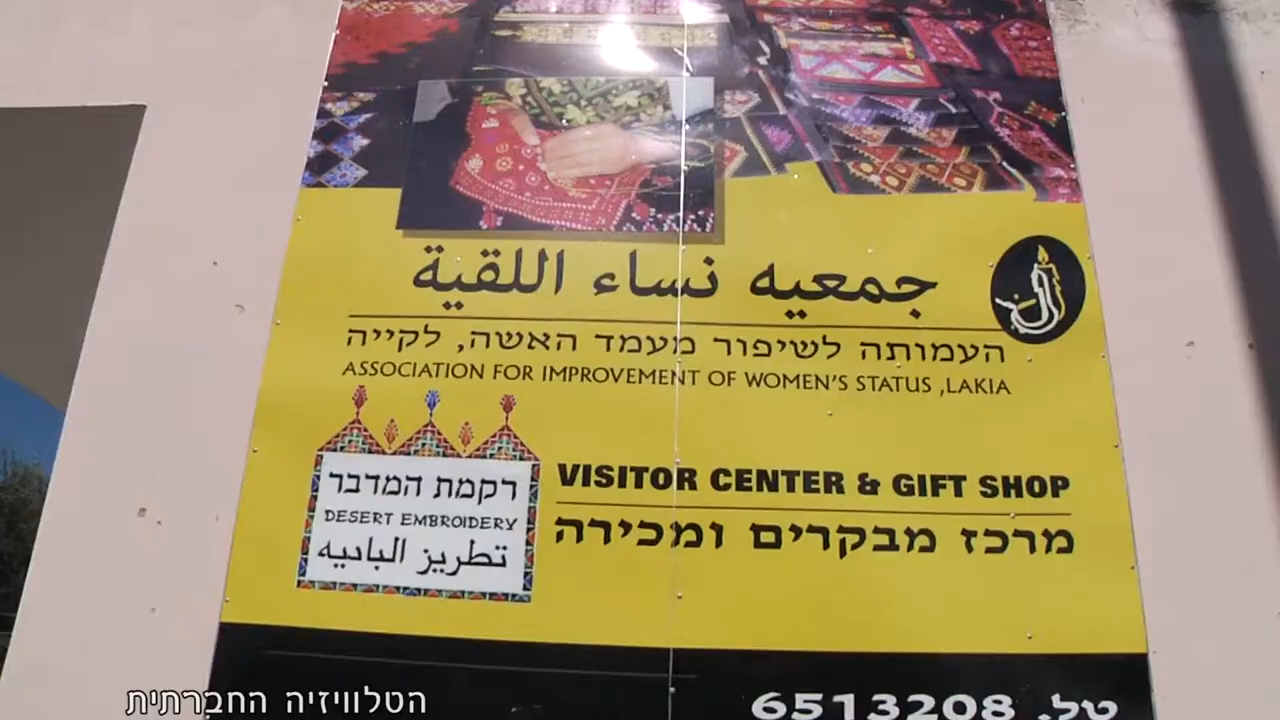 جمعيه نساء اللقية
העמותה לשיפור מעמד האשה, לקייה
ASSOCIATION FOR IMPROVEMENT OF WOMEN'S STATUS ,LAKIA
רקמת המדבר
DESERT EMBROIDERY
تطريز الباديه
VISITOR CENTER & GIFT SHOP
מרכז מבקרים ומכירה
טל. 6513208
הטלוויזיה החברתית